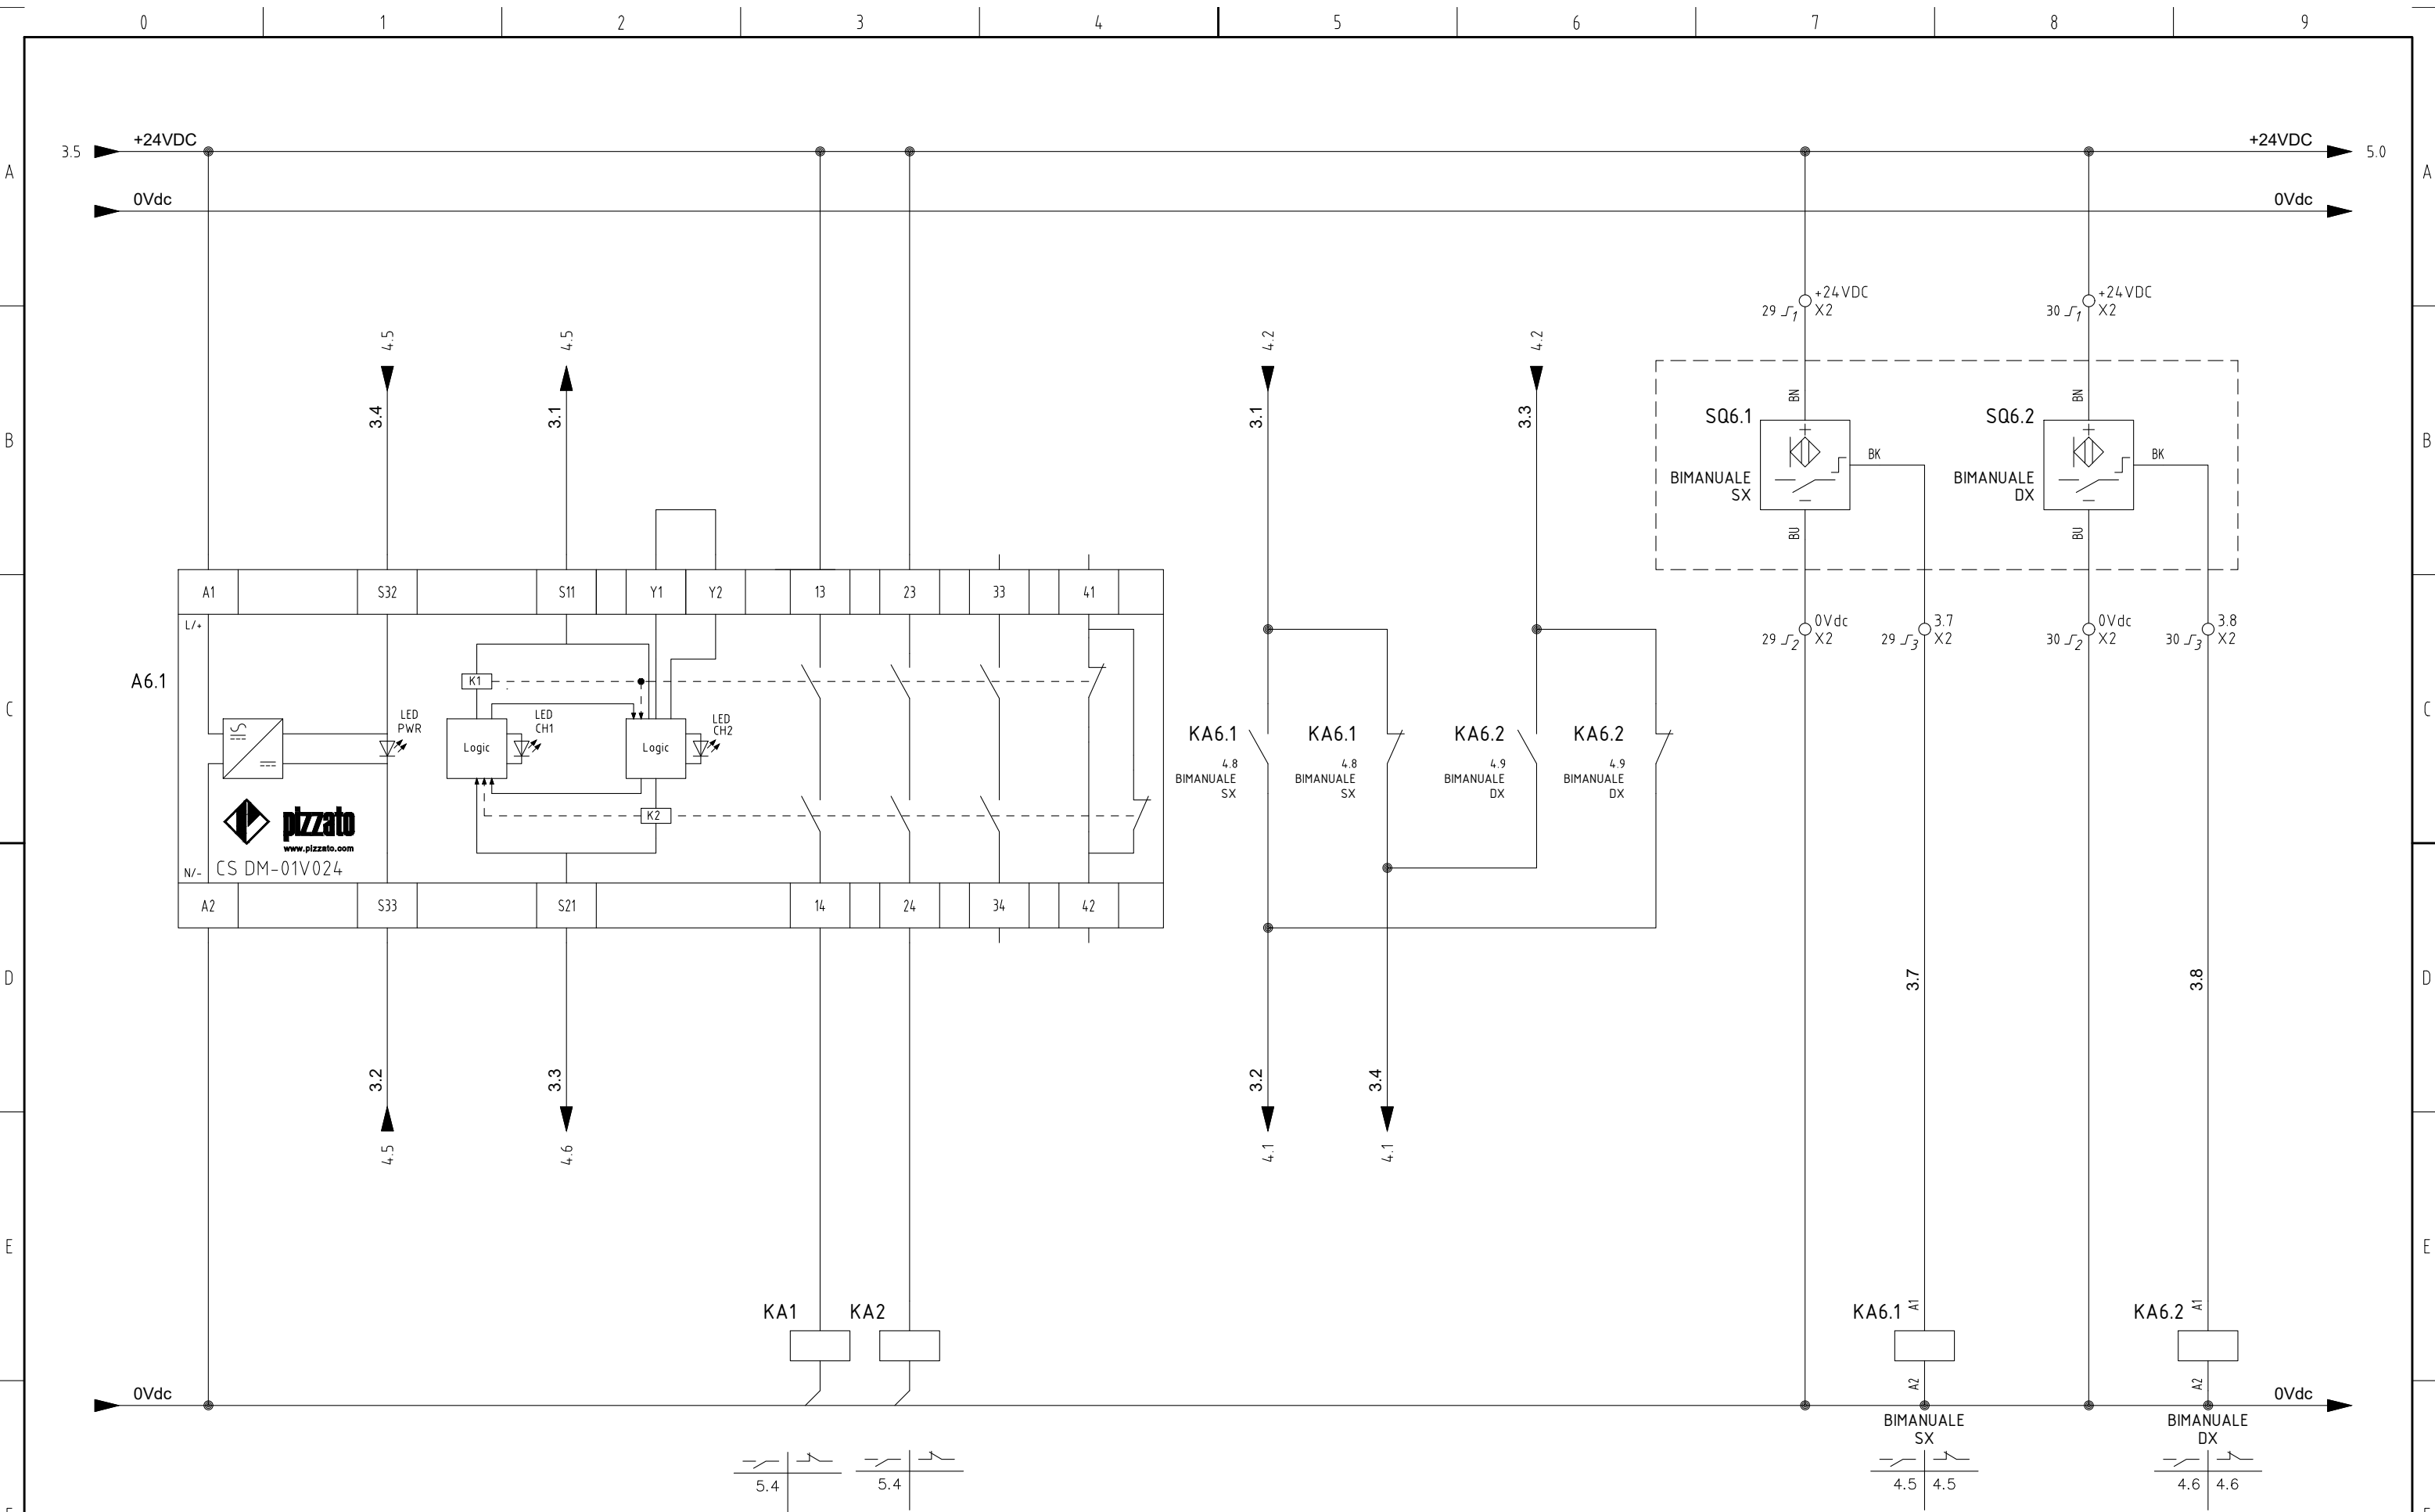 0 1 2 3 4 5 6 7 8 9
+24VDC +24VDC
3.5 5.0
A A
0Vdc 0Vdc
+24VDC +24VDC
29 1 X2 30 1 X2
4.5 4.5 4.2 4.2
3.4 3.1 3.1 3.3
BN BN
SQ6.1 SQ6.2
B B
BK BK
BIMANUALE BIMANUALE
SX DX
BU BU
A1 S32 S11 Y1 Y2 13 23 33 41
L/+
0Vdc 3.7 0Vdc 3.8
29 2 X2 29 3 X2 30 2 X2 30 3 X2
A6.1
K1
C C
LED LED LED
PWR CH1 CH2
Logic Logic
KA6.1 KA6.1 KA6.2 KA6.2
4.8 4.8 4.9 4.9
BIMANUALE BIMANUALE BIMANUALE BIMANUALE
SX SX DX DX
K2
pizzato
www.pizzato.com
N/- CS DM-01V024
A2 S33 S21 14 24 34 42
D D
3.7 3.8
3.2 3.3 3.2 3.4
4.5 4.6 4.1 4.1
E E
KA1 KA2 KA6.1 A1 KA6.2 A1
A2 A2
0Vdc 0Vdc
BIMANUALE BIMANUALE
SX DX
5.4 5.4 4.5 4.5 4.6 4.6